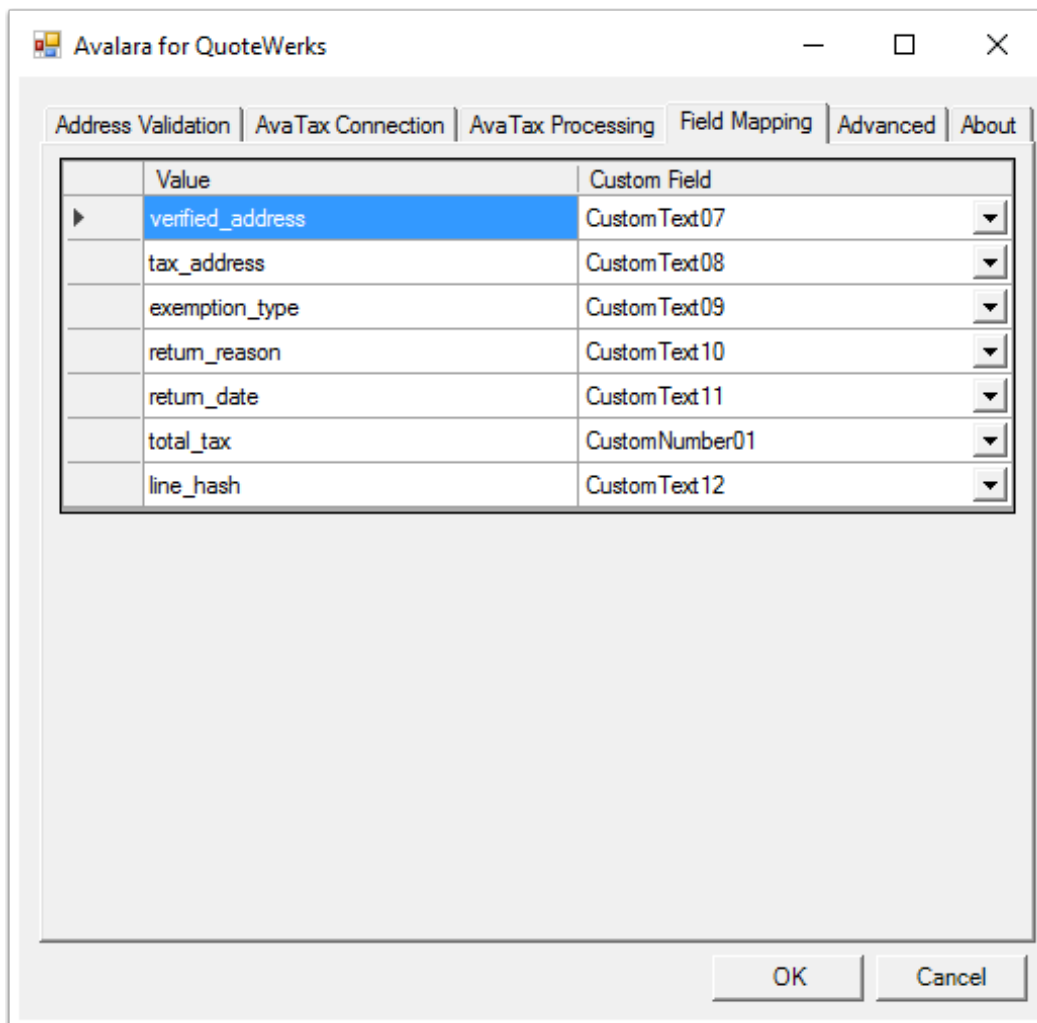 Avalara for QuoteWerks
Address Validation AvaTax Connection AvaTax Processing Field Mapping Advanced About
Value Custom Field
verified_address CustomText07
tax_address CustomText08
exemption_type CustomText09
return_reason CustomText10
return_date CustomText11
total_tax CustomNumber01
line_hash CustomText12
OK Cancel